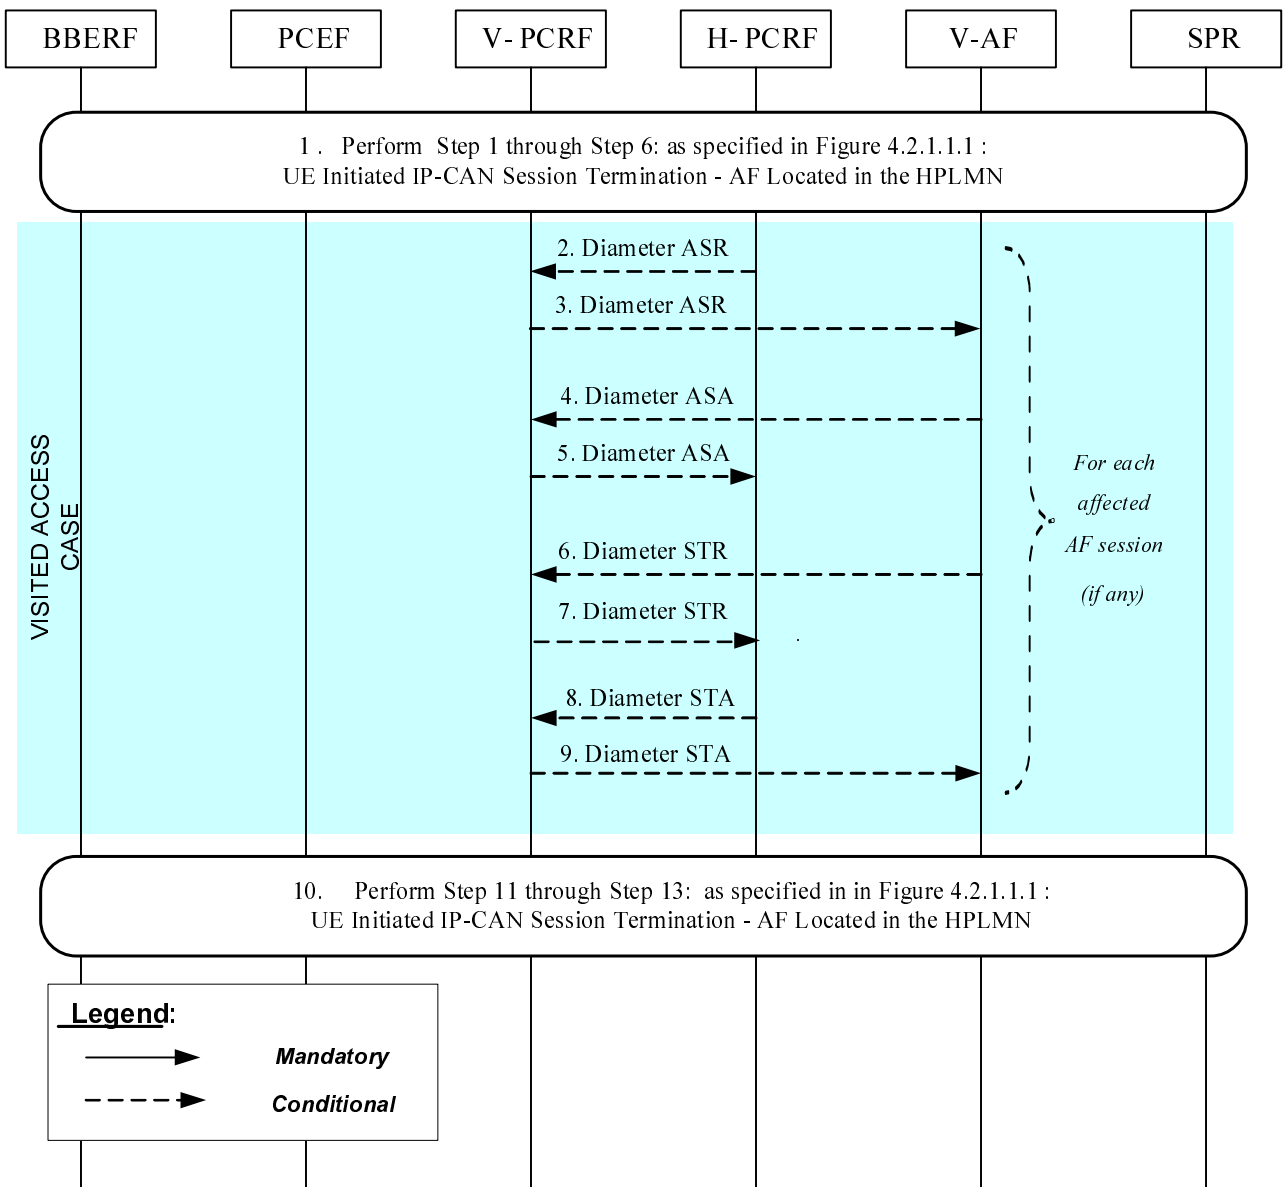 BBERF
PCEF
V- PCRF
H- PCRF
V-AF
SPR
1 . Perform Step 1 through Step 6: as specified in Figure 4.2.1.1.1 :
UE Initiated IP-CAN Session Termination - AF Located in the HPLMN
2. Diameter ASR
3. Diameter ASR
4. Diameter ASA
5. Diameter ASA
6. Diameter STR
7. Diameter STR
8. Diameter STA
9. Diameter STA
VISITED ACCESS
CASE
For each
affected
AF session
(if any)
10. Perform Step 11 through Step 13: as specified in in Figure 4.2.1.1.1 :
UE Initiated IP-CAN Session Termination - AF Located in the HPLMN
Legend:
Mandatory
Conditional